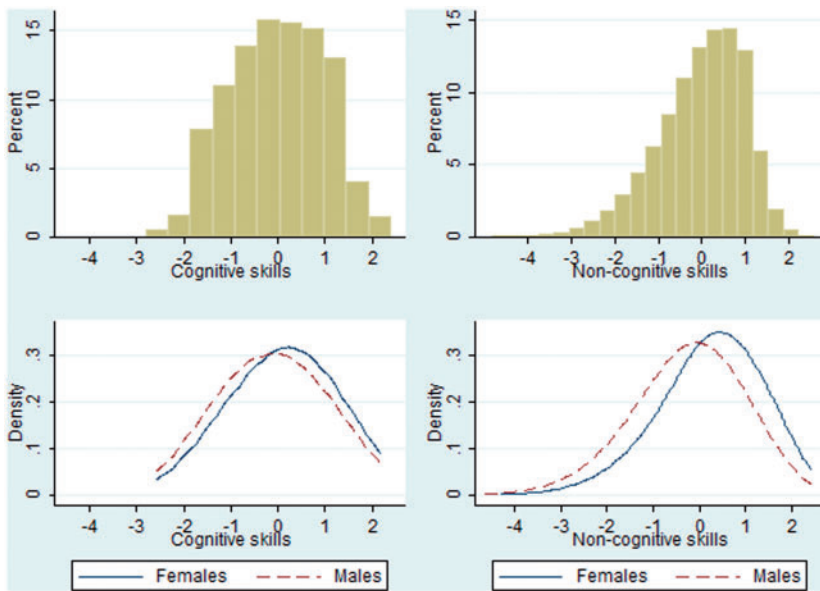 Percent
0 5 10 15
-4 -3 -2 -1 0 1 2
Cognitive skills
Percent
0 5 10 15
-4 -3 -2 -1 0 1 2
Non-cognitive skills
Density
0 .1 .2 .3
-4 -3 -2 -1 0 1 2
Cognitive skills
Females Males
Density
0 .1 .2 .3
-4 -3 -2 -1 0 1 2
Non-cognitive skills
Females Males